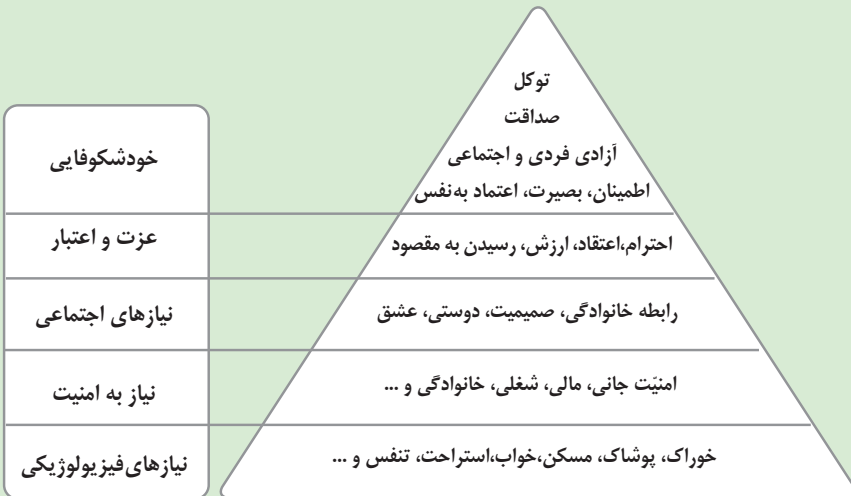 توکل
صداقت
آزادی فردی و اجتماعی
خودشکوفایی
اطمینان، بصیرت، اعتماد به‌نفس
عزت و اعتبار
احترام،اعتقاد، ارزش، رسیدن به مقصود
نیازهای اجتماعی
رابطه خانوادگی، صمیمیت، دوستی، عشق
نیاز به امنیت
امنیّت جانی، مالی، شغلی، خانوادگی و ...
نیازهای‌فیزیولوژیکی
خوراک، پوشاک، مسکن،خواب،استراحت، تنفس و ...